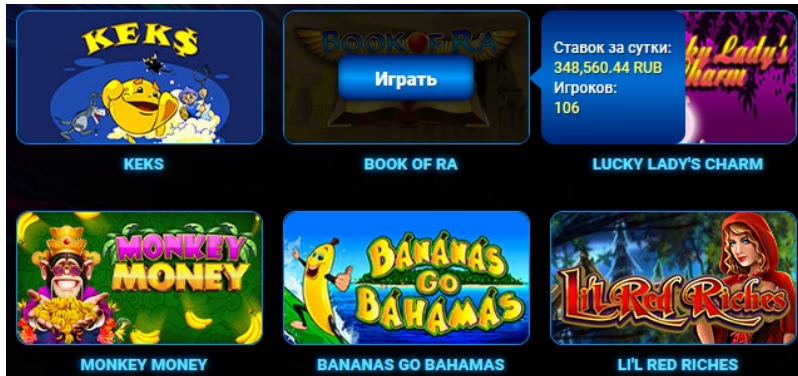 KEK$
BOOK OF RA
Играть
Ставок за сутки:
348,560.44 RUB
Игроков:
106
ky Lady's
Charm
KEKS
BOOK OF RA
LUCKY LADY'S CHARM
MONKEY
MONEY
BANANAS
GO
BAHAMAS
Li'l Red Riches
MONKEY MONEY
BANANAS GO BAHAMAS
LI'L RED RICHES